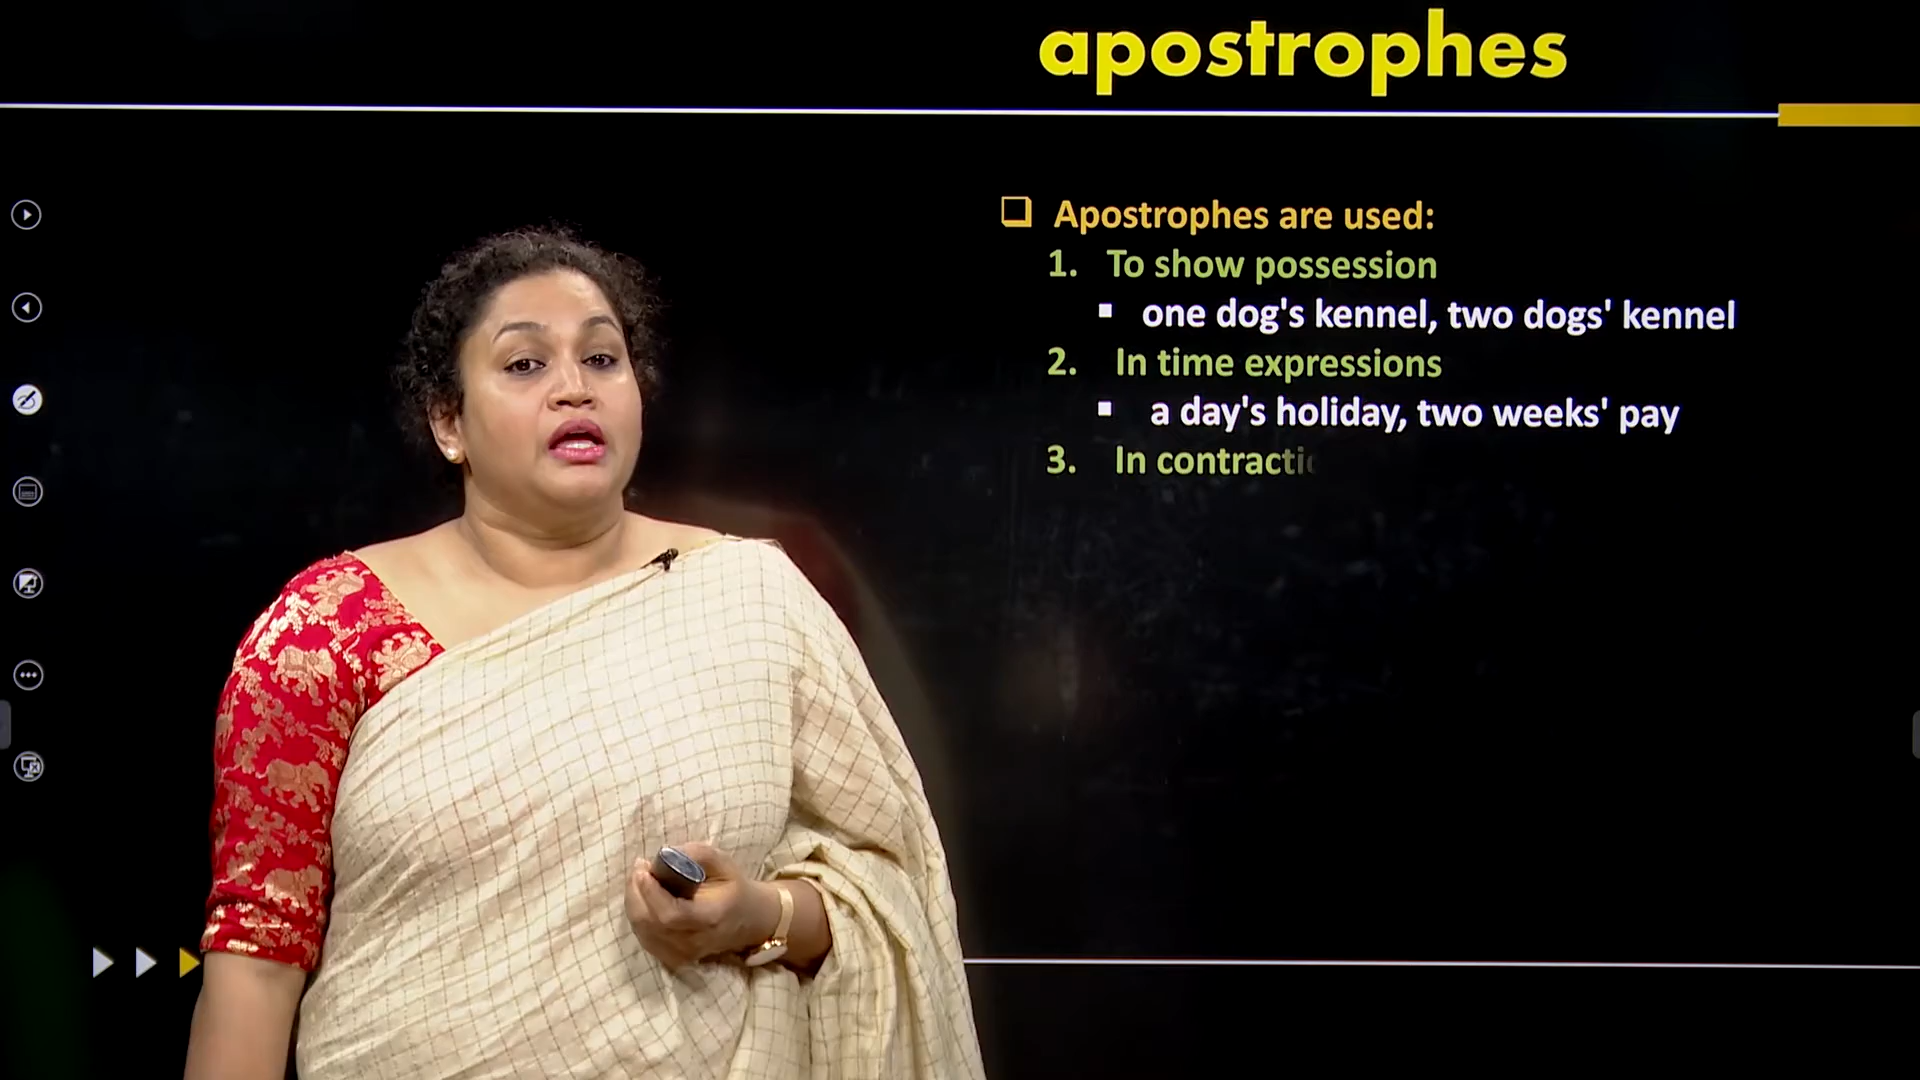 apostrophes
❑ Apostrophes are used:
1. To show possession
▪ one dog's kennel, two dogs' kennel
2. In time expressions
▪ a day's holiday, two weeks' pay
3. In contracti